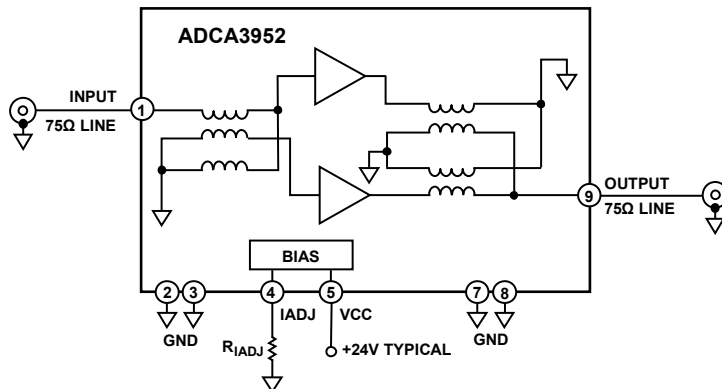 ADCA3952
INPUT
1
75Ω LINE
OUTPUT
9
75Ω LINE
BIAS
2
3
4
5
7
8
GND
IADJ
VCC
GND
RIADJ
+24V TYPICAL